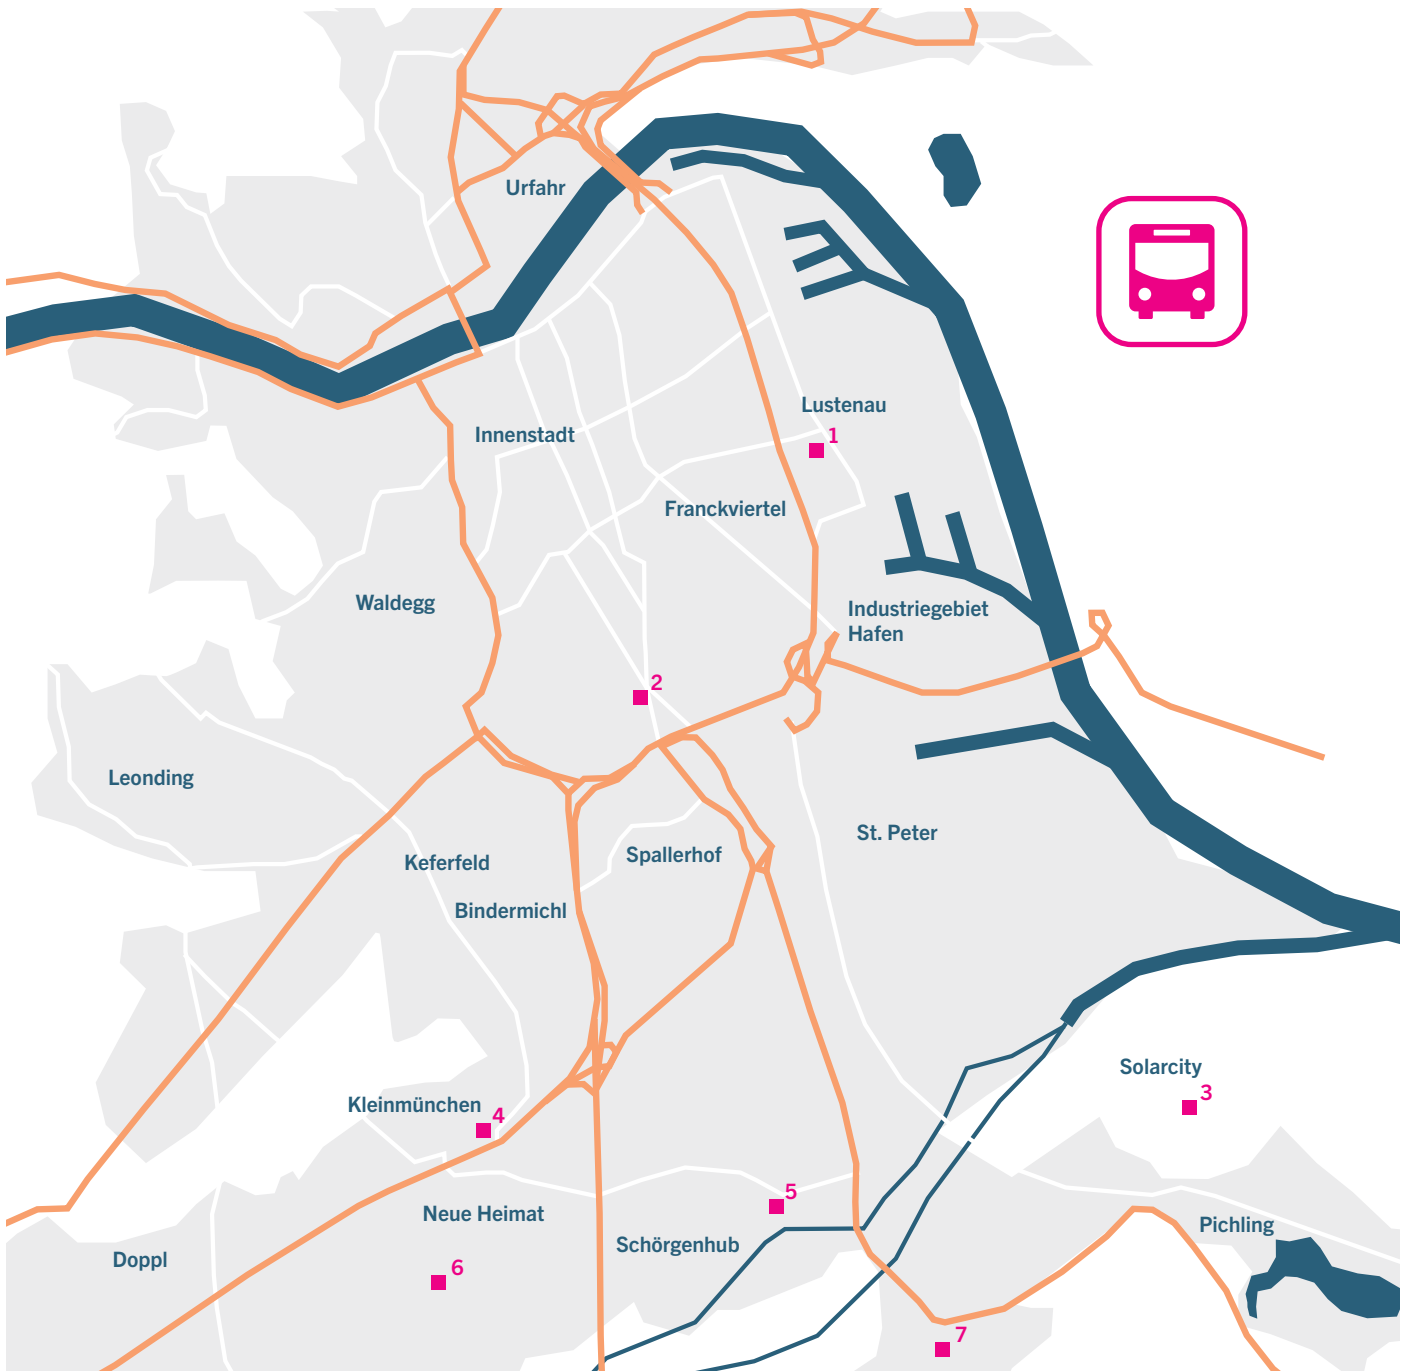 Urfahr
Lustenau
1
Innenstadt
Franckviertel
Waldegg
Industriegebiet
Hafen
2
Leonding
St. Peter
Keferfeld
Spallerhof
Bindermichl
Solarcity
3
Kleinmünchen
4
5
Neue Heimat
Pichling
Schörgenhub
Doppl
6
7